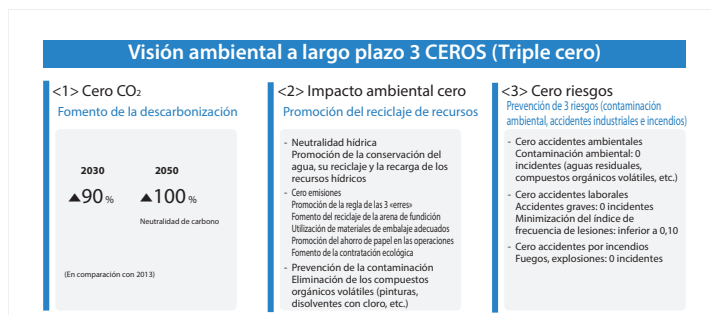 Visión ambiental a largo plazo 3 CEROS (Triple cero)
<1> Cero CO₂
Fomento de la descarbonización
2030
2050
▲90 %
▲100 %
Neutralidad de carbono
(En comparación con 2013)
<2> Impacto ambiental cero
Promoción del reciclaje de recursos
- Neutralidad hídrica
Promoción de la conservación del
agua, su reciclaje y la recarga de los
recursos hídricos
- Cero emisiones
Promoción de la regla de las 3 «erres»
Fomento del reciclaje de la arena de fundición
Utilización de materiales de embalaje adecuados
Promoción del ahorro de papel en las operaciones
Fomento de la contratación ecológica
- Prevención de la contaminación
Eliminación de los compuestos
orgánicos volátiles (pinturas,
disolventes con cloro, etc.)
<3> Cero riesgos
Prevención de 3 riesgos (contaminación
ambiental, accidentes industriales e incendios)
- Cero accidentes ambientales
Contaminación ambiental: 0
incidentes (aguas residuales,
compuestos orgánicos volátiles, etc.)
- Cero accidentes laborales
Accidentes graves: 0 incidentes
Minimización del índice de
frecuencia de lesiones: inferior a 0,10
- Cero accidentes por incendios
Fuegos, explosiones: 0 incidentes